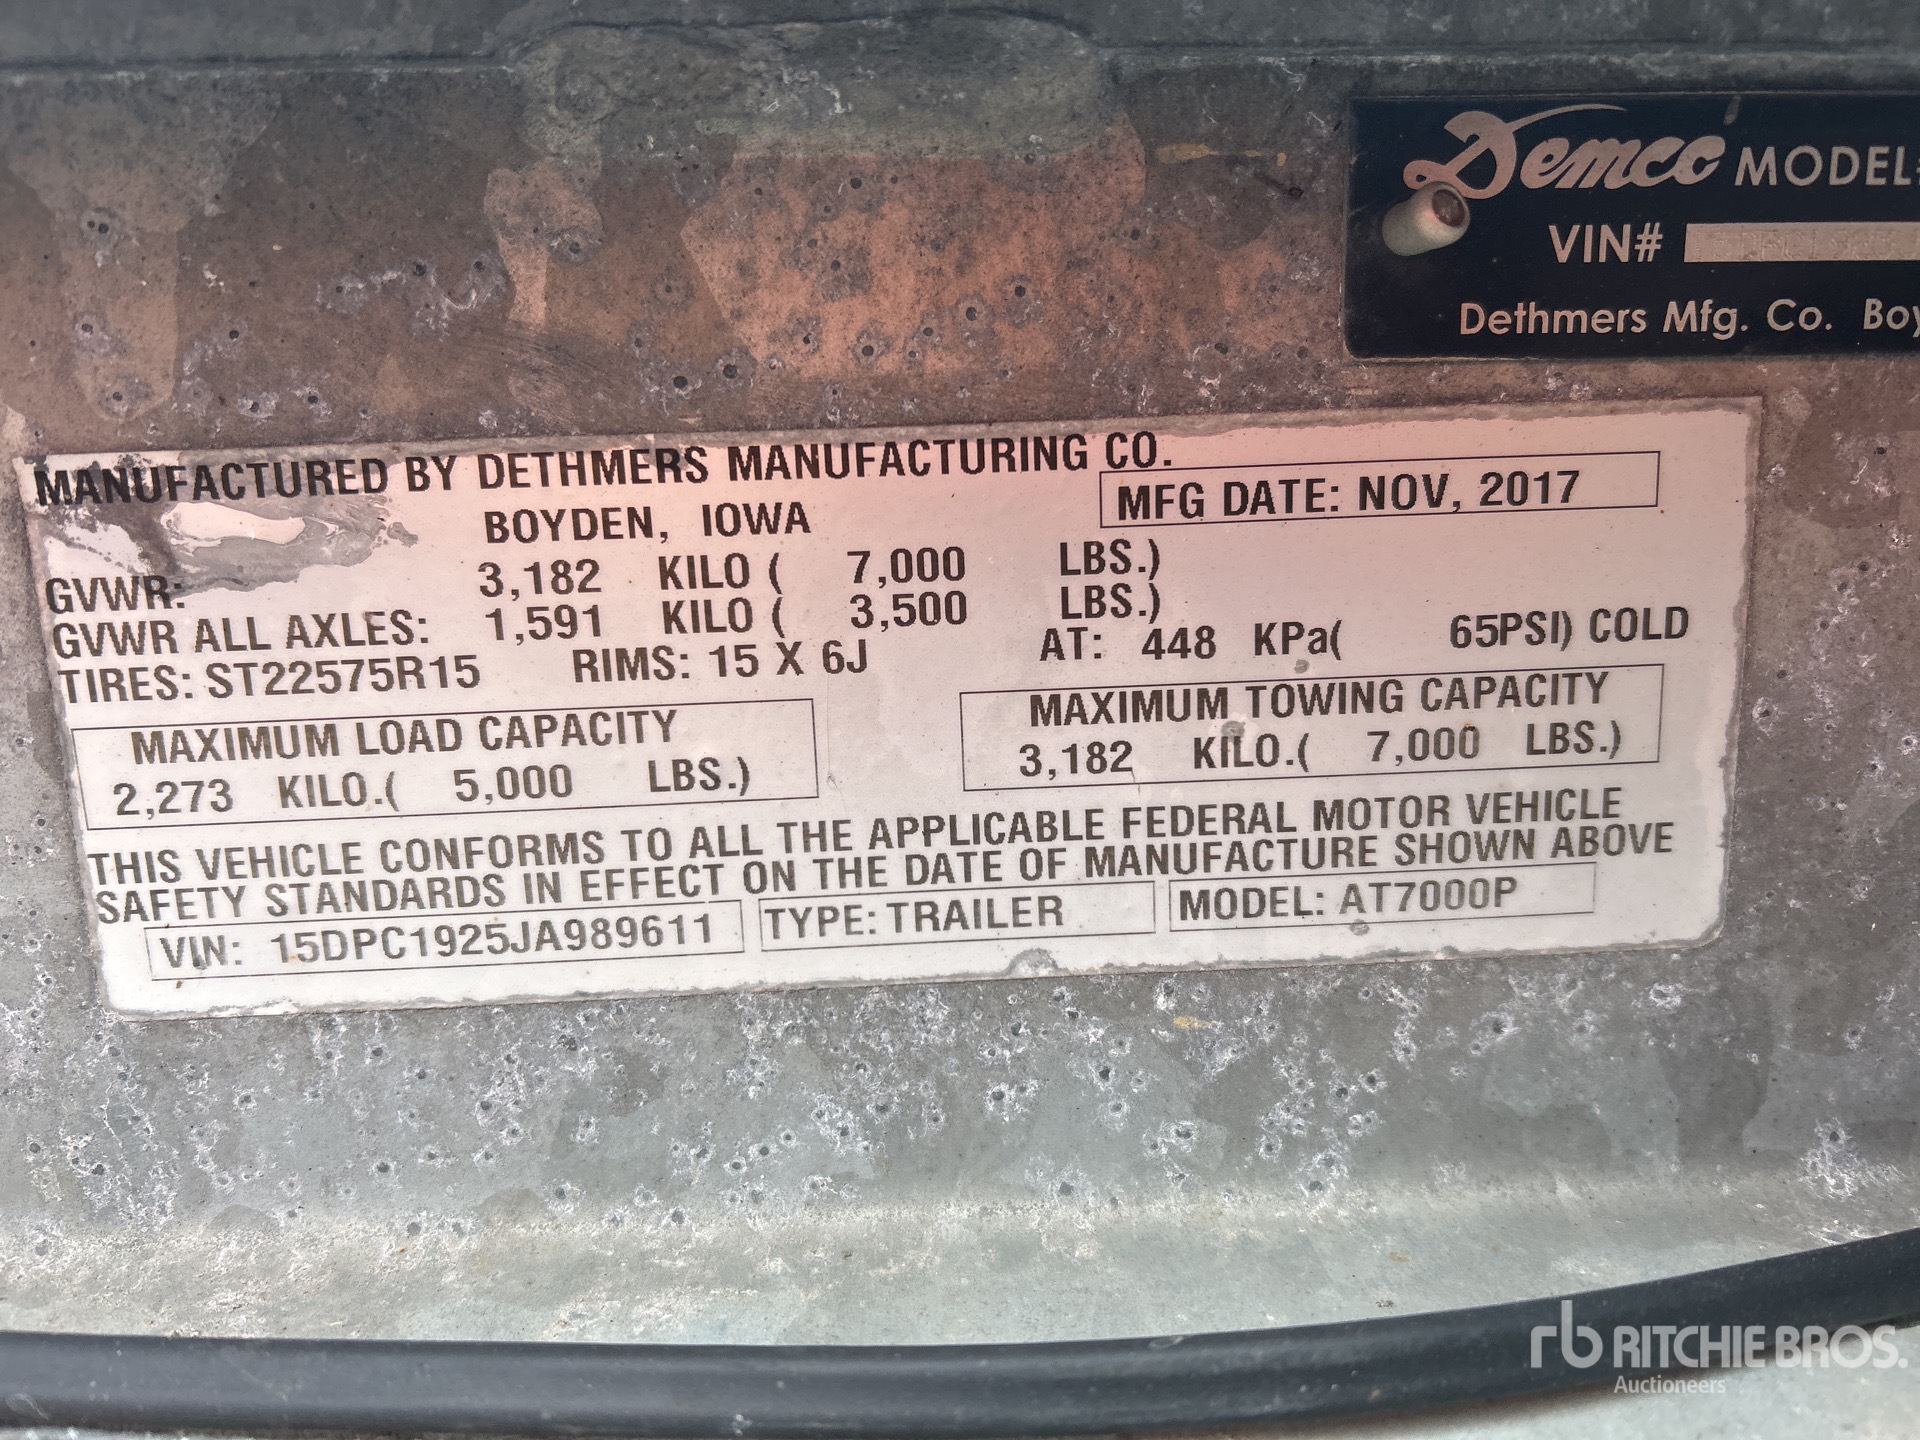 Demco MODEL:
VIN#
Dethmers Mfg. Co. Boy
MANUFACTURED BY DETHMERS MANUFACTURING CO.
BOYDEN, IOWA
MFG DATE: NOV, 2017
GVWR: 3,182 KILO ( 7,000 LBS.)
GVWR ALL AXLES: 1,591 KILO ( 3,500 LBS.)
TIRES: ST22575R15 RIMS: 15 X 6J AT: 448 KPa( 65PSI) COLD
MAXIMUM LOAD CAPACITY
2,273 KILO.( 5,000 LBS.)
MAXIMUM TOWING CAPACITY
3,182 KILO.( 7,000 LBS.)
THIS VEHICLE CONFORMS TO ALL THE APPLICABLE FEDERAL MOTOR VEHICLE
SAFETY STANDARDS IN EFFECT ON THE DATE OF MANUFACTURE SHOWN ABOVE
VIN: 15DPC1925JA989611 TYPE: TRAILER MODEL: AT7000P
rb RITCHIE BROS.
Auctioneers